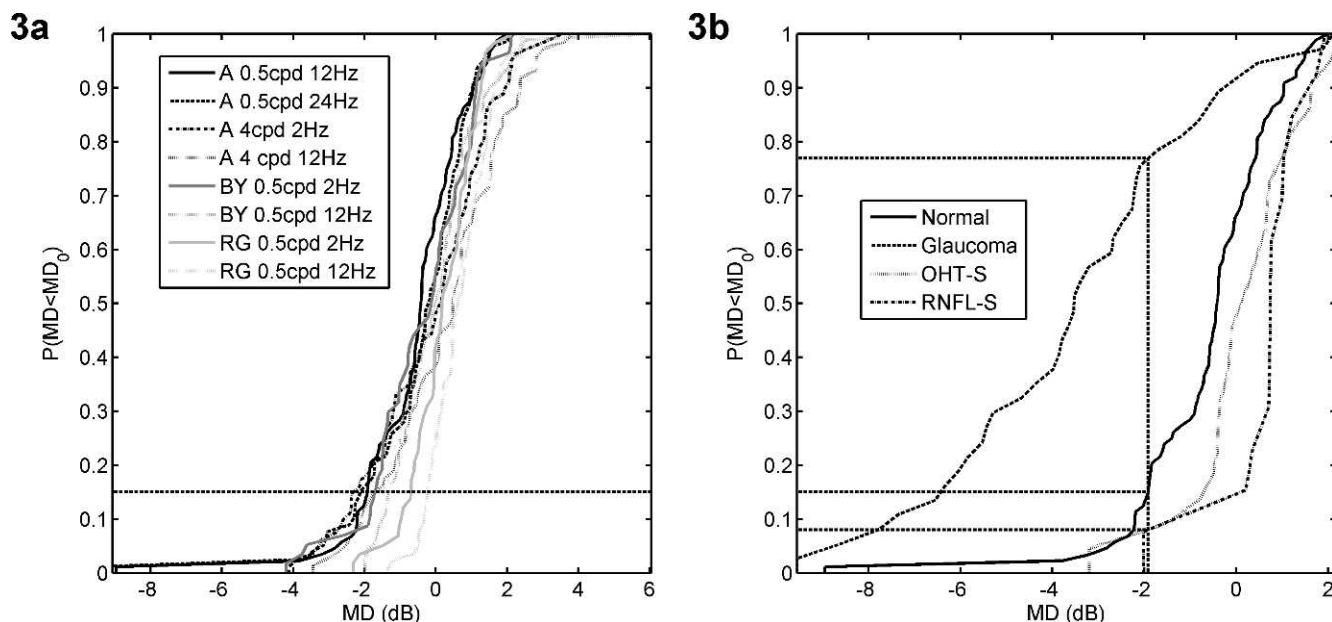 3a
P(MD<MD0)
1
0.9
0.8
0.7
0.6
0.5
0.4
0.3
0.2
0.1
0
A 0.5cpd 12Hz
A 0.5cpd 24Hz
A 4cpd 2Hz
A 4 cpd 12Hz
BY 0.5cpd 2Hz
BY 0.5cpd 12Hz
RG 0.5cpd 2Hz
RG 0.5cpd 12Hz
-8 -6 -4 -2 0 2 4 6
MD (dB)
3b
P(MD<MD0)
1
0.9
0.8
0.7
0.6
0.5
0.4
0.3
0.2
0.1
0
Normal
Glaucoma
OHT-S
RNFL-S
-8 -6 -4 -2 0 2
MD (dB)